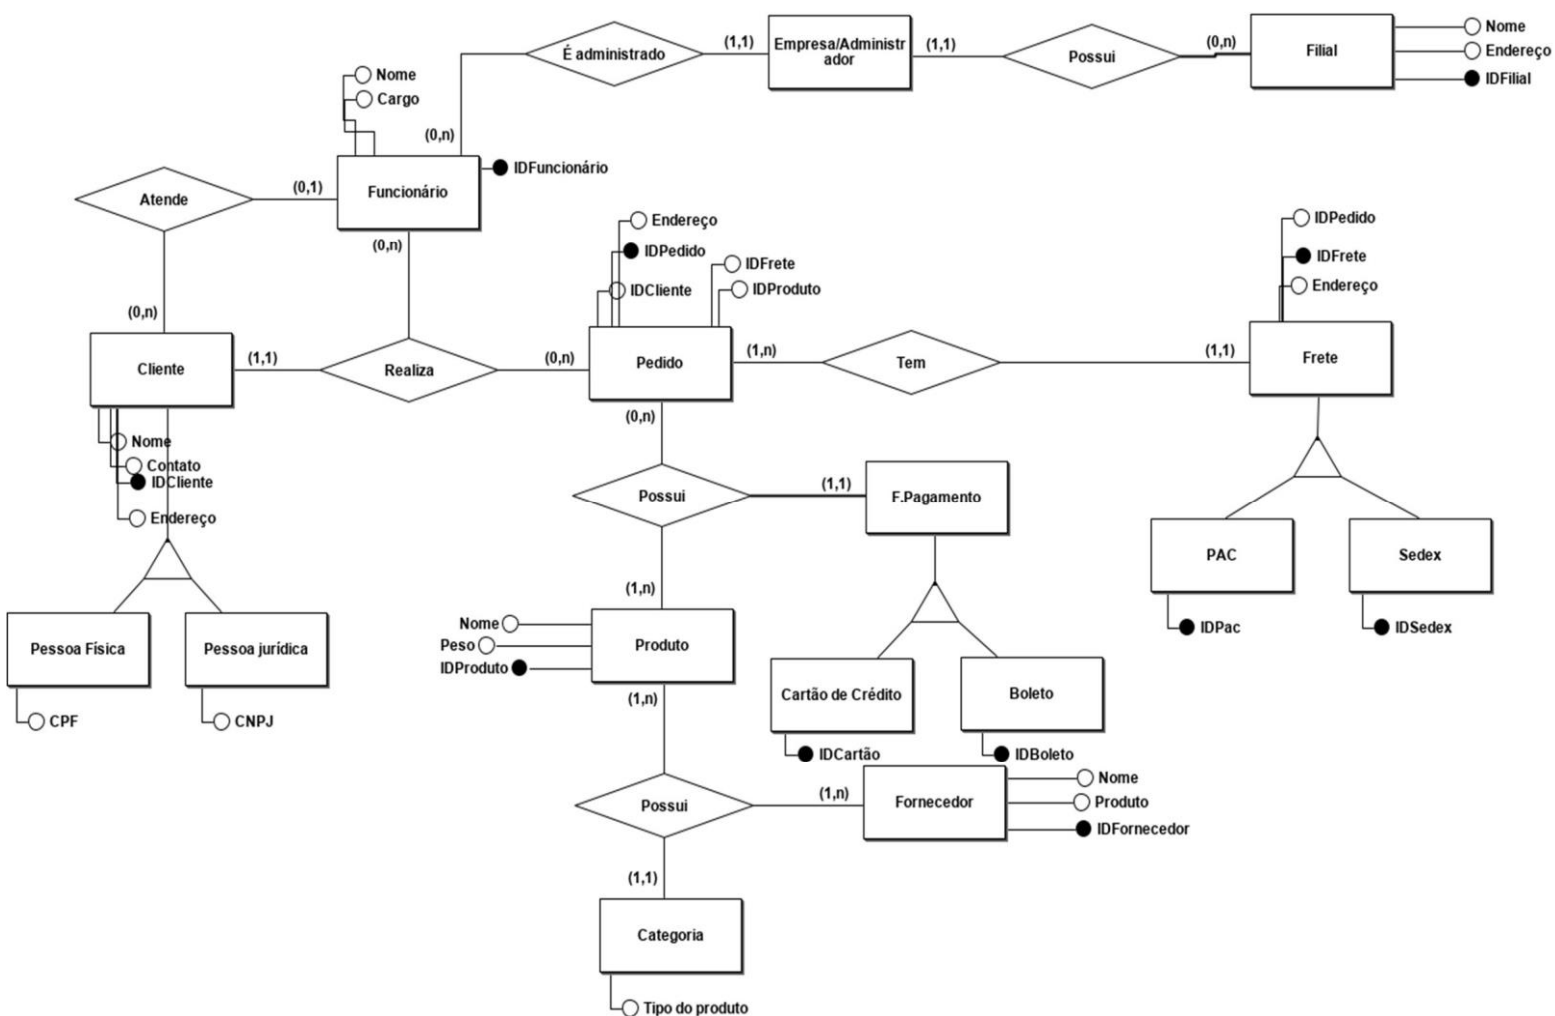 É administrado
(1,1)
Empresa/Administr
ador
(1,1)
Possui
(0,n)
Filial
Nome
Endereço
IDFilial
Nome
Cargo
(0,n)
Funcionário
IDFuncionário
Atende
(0,1)
(0,n)
(0,n)
Cliente
(1,1)
Realiza
(0,n)
Endereço
IDPedido
IDCliente
IDFrete
IDProduto
Pedido
(1,n)
Tem
(1,1)
IDPedido
IDFrete
Endereço
Frete
Nome
Contato
IDCliente
Endereço
(0,n)
Possui
(1,1)
F.Pagamento
PAC
Sedex
IDPac
IDSedex
Pessoa Física
Pessoa jurídica
CPF
CNPJ
(1,n)
Nome
Peso
IDProduto
Produto
(1,n)
Cartão de Crédito
Boleto
IDCartão
IDBoleto
Possui
(1,n)
Fornecedor
Nome
Produto
IDFornecedor
(1,1)
Categoria
Tipo do produto